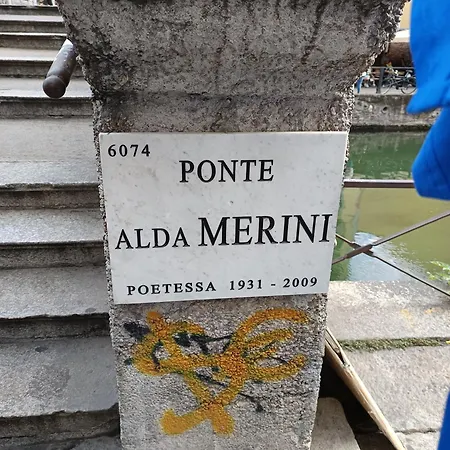 6074
PONTE
ALDA MERINI
POETESSA 1931 - 2009